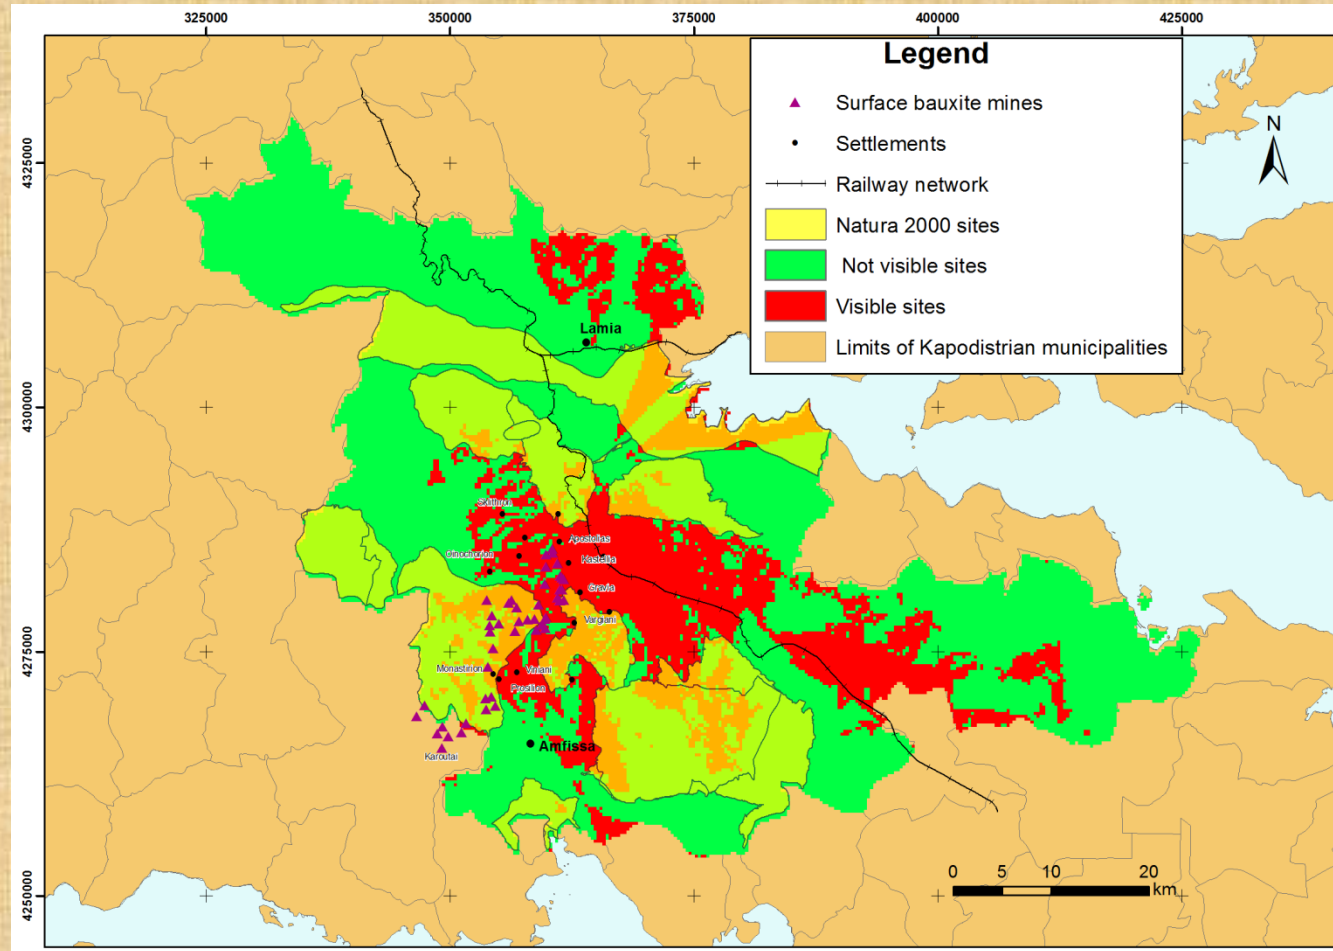 325000 350000 375000 400000 425000
Legend
Surface bauxite mines
Settlements
Railway network
Natura 2000 sites
Not visible sites
Visible sites
Limits of Kapodistrian municipalities
N
4325000
4300000
4275000
4250000
Lamia
Apostolias
Kastellia
Gravia
Vargiani
Monastirion
Viniani
Prosilion
Amfissa
Karoutai
0 5 10 20
km